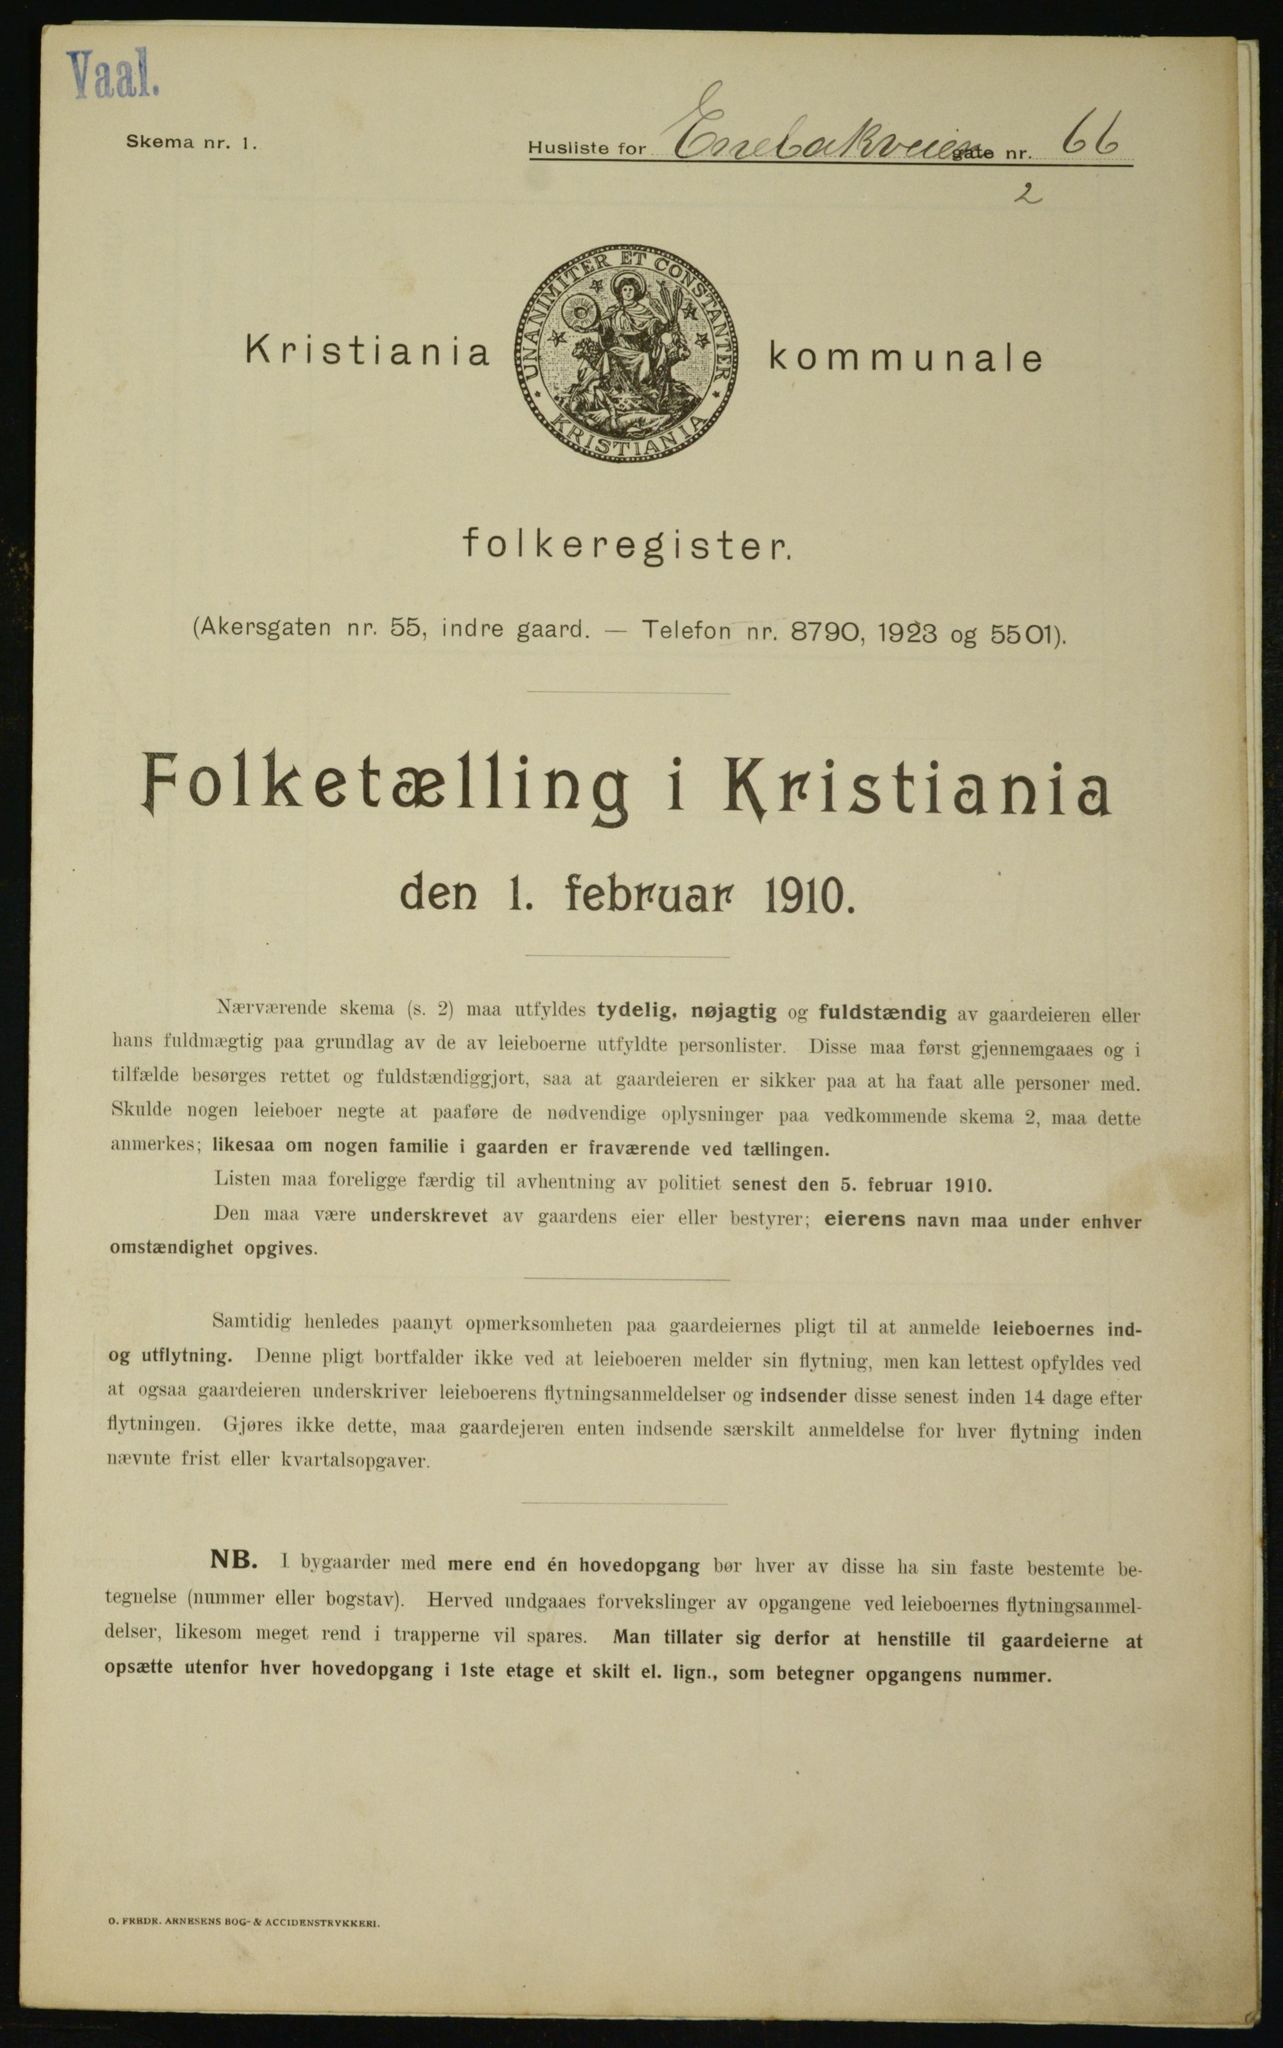 Vaal.
Skema nr. 1.
Husliste for Enebakveien gate nr. 66
2
UNANIMITER ET CONSTANTER
KRISTIANIA
Kristiania kommunale
folkeregister.
(Akersgaten nr. 55, indre gaard. — Telefon nr. 8790, 1923 og 5501).
Folketælling i Kristiania
den 1. februar 1910.
Nærværende skema (s. 2) maa utfyldes tydelig, nøjagtig og fuldstændig av gaardeieren eller
hans fuldmægtig paa grundlag av de av leieboerne utfyldte personlister. Disse maa først gjennemgaaes og i
tilfælde besørges rettet og fuldstændiggjort, saa at gaardeieren er sikker paa at ha faat alle personer med.
Skulde nogen leieboer negte at paaføre de nødvendige oplysninger paa vedkommende skema 2, maa dette
anmerkes; likesaa om nogen familie i gaarden er fraværende ved tællingen.
Listen maa foreligge færdig til avhentning av politiet senest den 5. februar 1910.
Den maa være underskrevet av gaardens eier eller bestyrer; eierens navn maa under enhver
omstændighet opgives.
Samtidig henledes paanyt opmerksomheten paa gaardeiernes pligt til at anmelde leieboernes ind-
og utflytning. Denne pligt bortfalder ikke ved at leieboeren melder sin flytning, men kan lettest opfyldes ved
at ogsaa gaardeieren underskriver leieboerens flytningsanmeldelser og indsender disse senest inden 14 dage efter
flytningen. Gjøres ikke dette, maa gaardejeren enten indsende særskilt anmeldelse for hver flytning inden
nævnte frist eller kvartalsopgaver.
NB. I bygaarder med mere end én hovedopgang bør hver av disse ha sin faste bestemte be-
tegnelse (nummer eller bogstav). Herved undgaaes forvekslinger av opgangene ved leieboernes flytningsanmel-
delser, likesom meget rend i trapperne vil spares. Man tillater sig derfor at henstille til gaardeierne at
opsætte utenfor hver hovedopgang i 1ste etage et skilt el. lign., som betegner opgangens nummer.
O. FREDR. ARNESENS BOG- & ACCIDENSTRYKKERI.